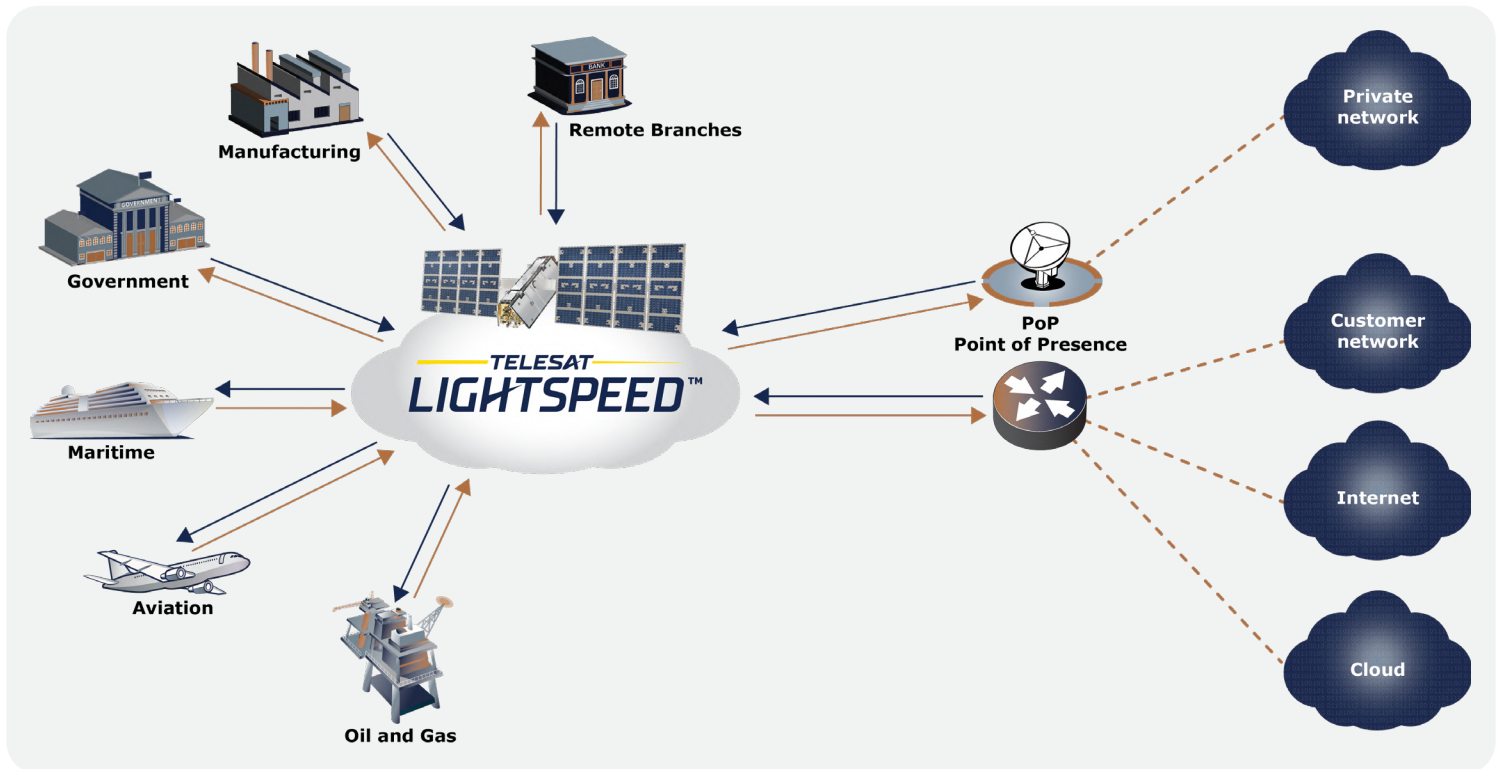 BANK
Remote Branches
Manufacturing
GOVERNMENT
Government
TELESAT
LIGHTSPEED™
Maritime
Aviation
Oil and Gas
PoP
Point of Presence
Private
network
Customer
network
Internet
Cloud